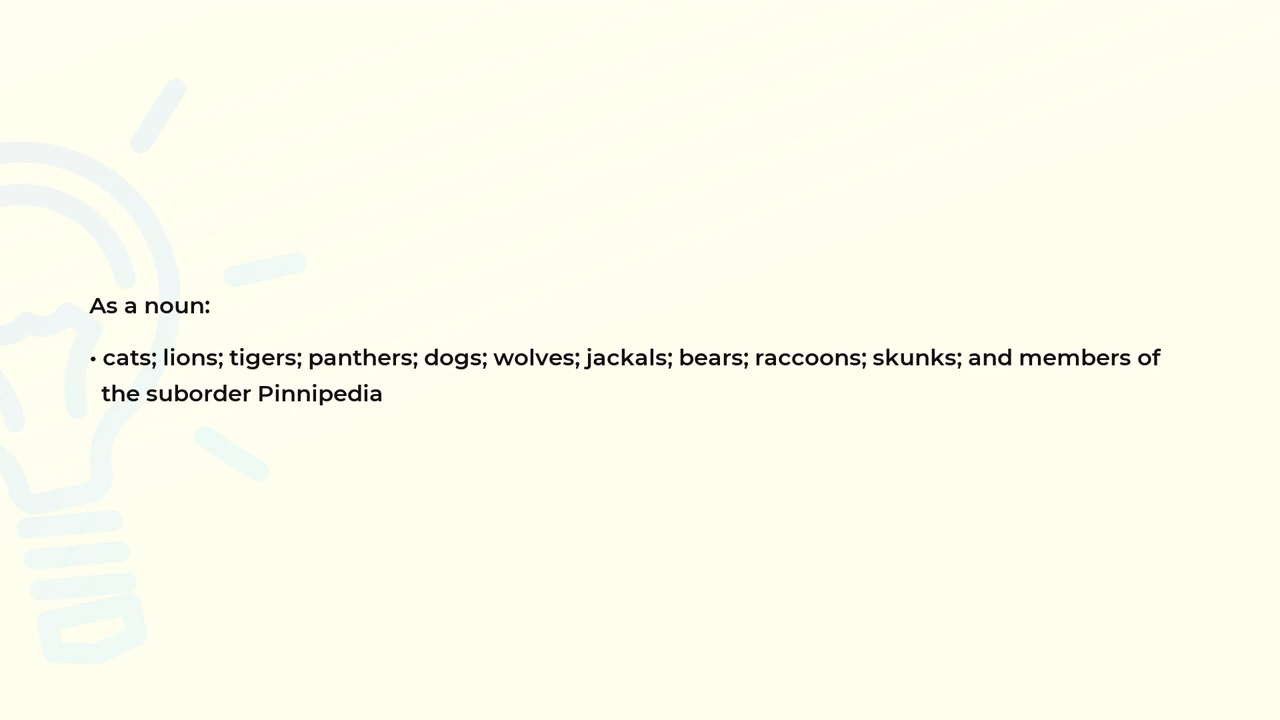 As a noun:
• cats; lions; tigers; panthers; dogs; wolves; jackals; bears; raccoons; skunks; and members of
the suborder Pinnipedia